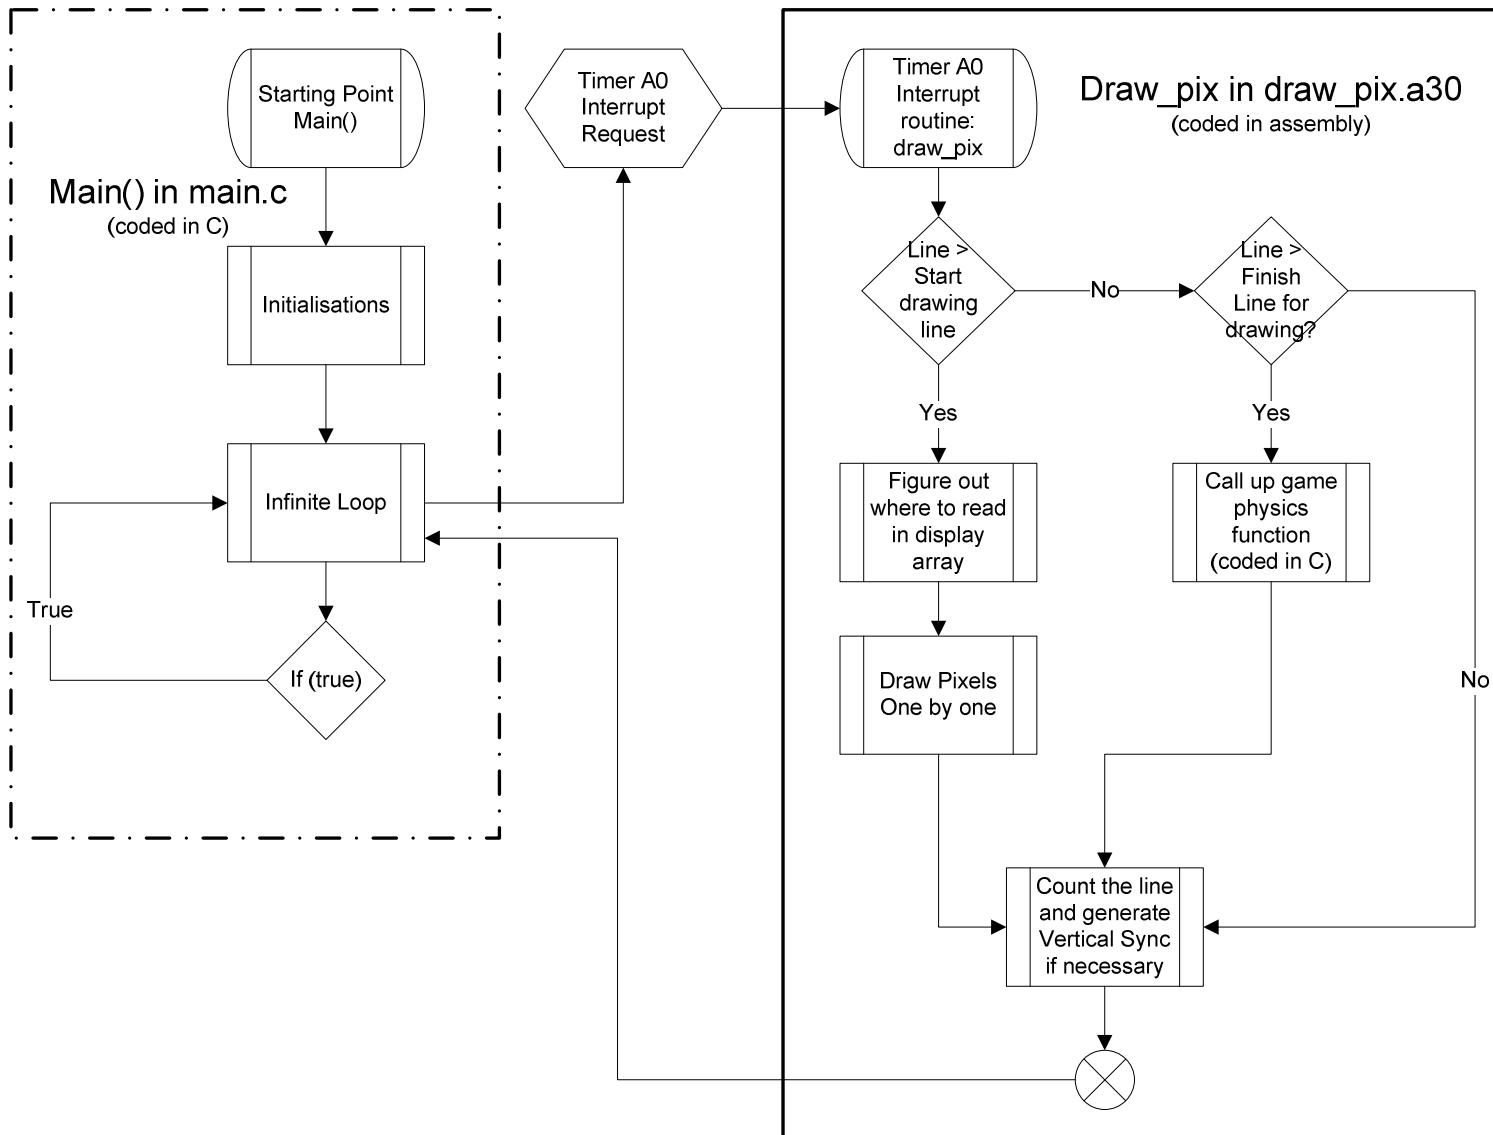 Starting Point
Main()
Main() in main.c
(coded in C)
Initialisations
Infinite Loop
True
If (true)
Timer A0
Interrupt
Request
Timer A0
Interrupt
routine:
draw_pix
Draw_pix in draw_pix.a30
(coded in assembly)
Line >
Start
drawing
line
No
Line >
Finish
Line for
drawing?
Yes
Yes
Figure out
where to read
in display
array
Call up game
physics
function
(coded in C)
Draw Pixels
One by one
No
Count the line
and generate
Vertical Sync
if necessary